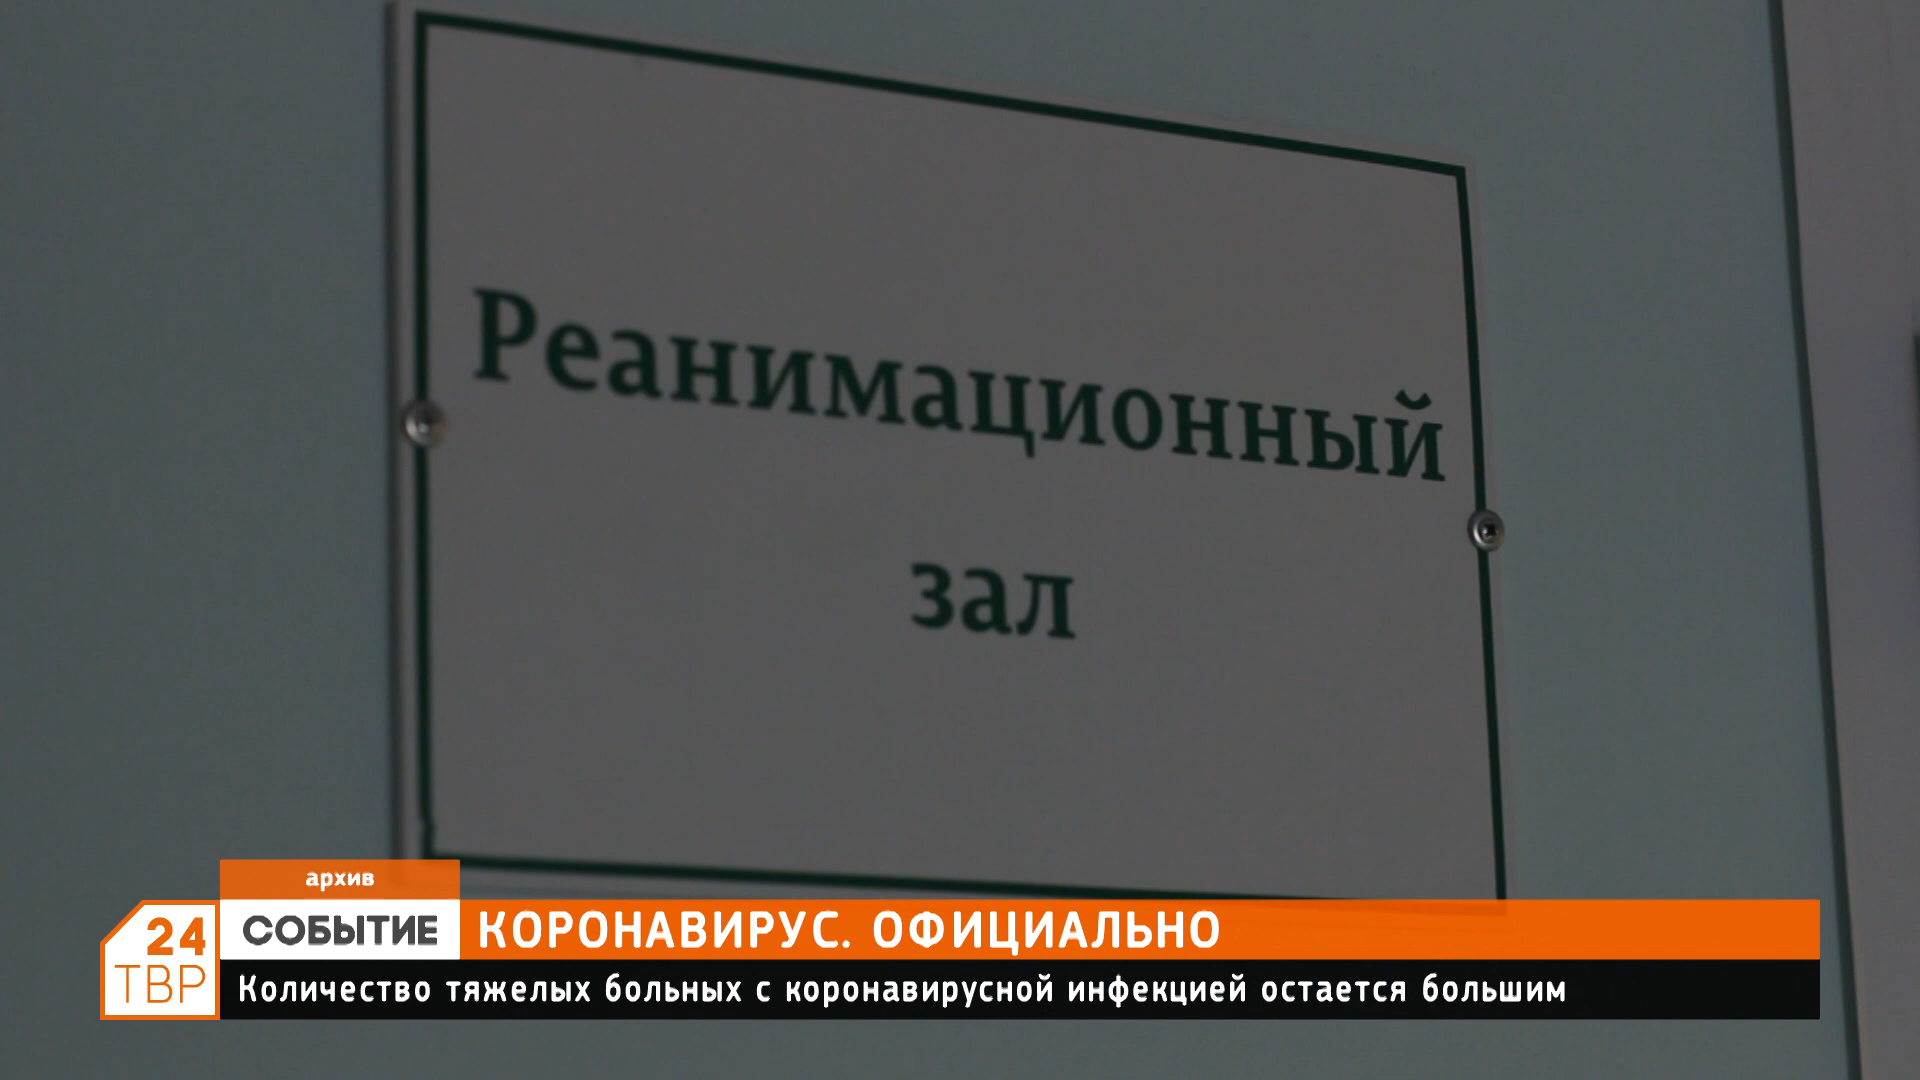 Реанимационный
зал
архив
24
ТВР
СОБЫТИЕ
КОРОНАВИРУС. ОФИЦИАЛЬНО
Количество тяжелых больных с коронавирусной инфекцией остается большим